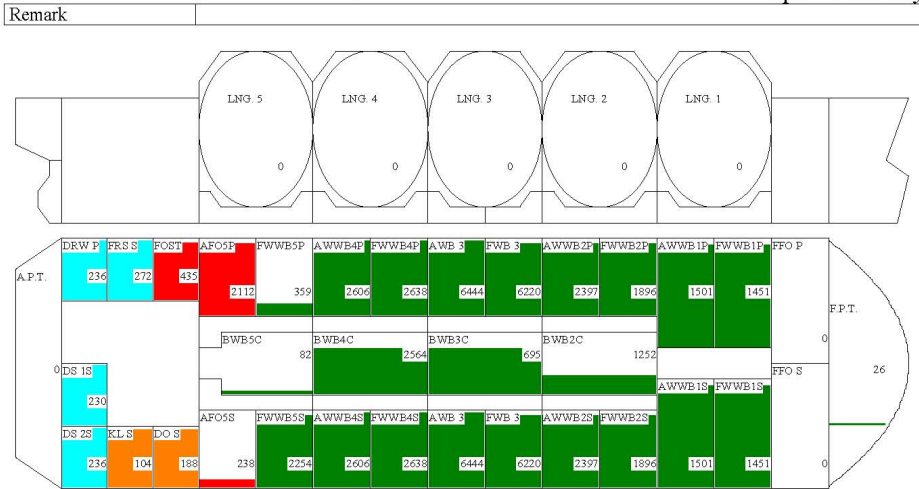 Remark
LNG. 5 LNG. 4 LNG. 3 LNG. 2 LNG. 1
0 0 0 0 0
DRW P FRS S FOST AFO5P FWWB5P AWWB4P FWWB4P AWB 3 FWB 3 AWWB2P FWWB2P AWWB1P FWWB1P FFO P
A.P.T. 236 272 435 2112 359 2606 2638 6444 6220 2397 1896 1501 1451
F.P.T.
BWB5C BWB4C BWB3C BWB2C 0
82 2564 695 1252
0 DS 1S FFO S 26
AWWB1S FWWB1S
230
AFO5S FWWB5S AWWB4S FWWB4S AWB 3 FWB 3 AWWB2S FWWB2S
DS 2S KL S DO S
236 104 188 238 2254 2606 2638 6444 6220 2397 1896 1501 1451 0